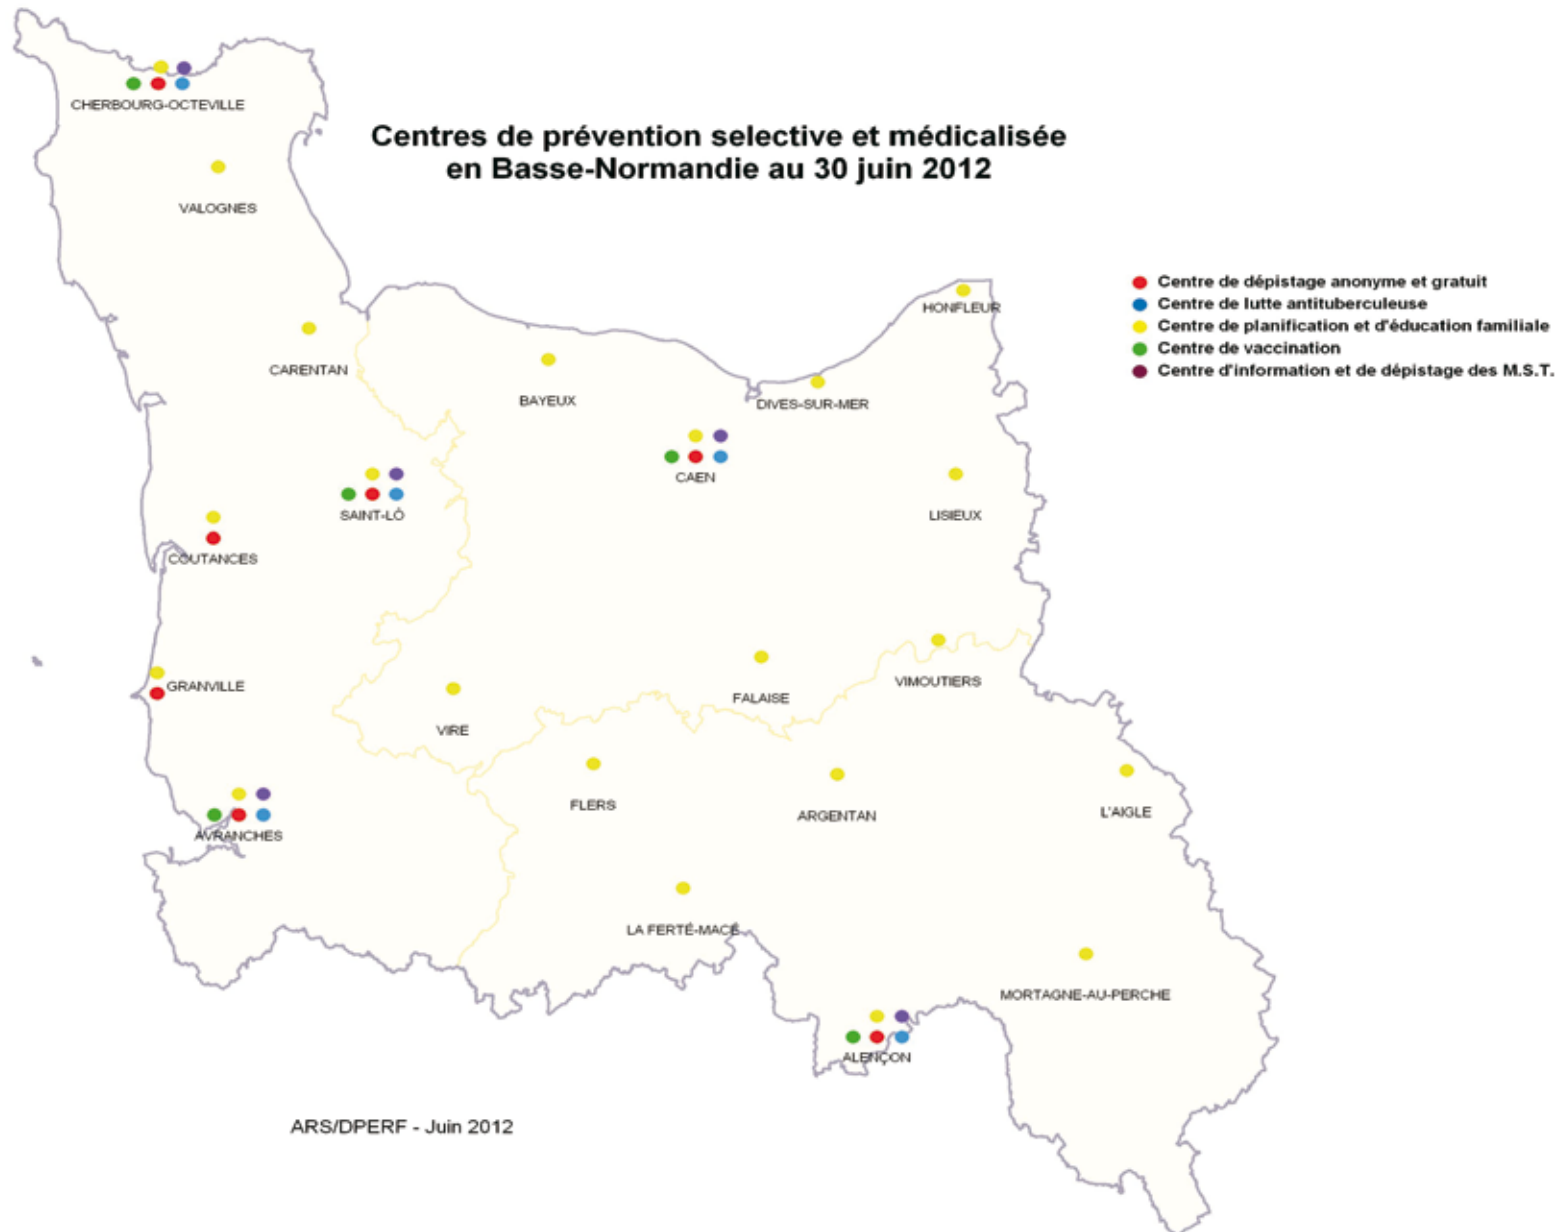 CHERBOURG-OCTEVILLE
Centres de prévention selective et médicalisée
en Basse-Normandie au 30 juin 2012
VALOGNES
Centre de dépistage anonyme et gratuit
Centre de lutte antituberculeuse
Centre de planification et d'éducation familiale
Centre de vaccination
Centre d'information et de dépistage des M.S.T.
HONFLEUR
CARENTAN
BAYEUX
DIVES-SUR-MER
CAEN
SAINT-LÔ
LISIEUX
COUTANCES
GRANVILLE
VIRE
FALAISE
VIMOUTIERS
FLERS
ARGENTAN
L'AIGLE
AVRANCHES
LA FERTÉ-MACÉ
MORTAGNE-AU-PERCHE
ALENÇON
ARS/DPERF - Juin 2012